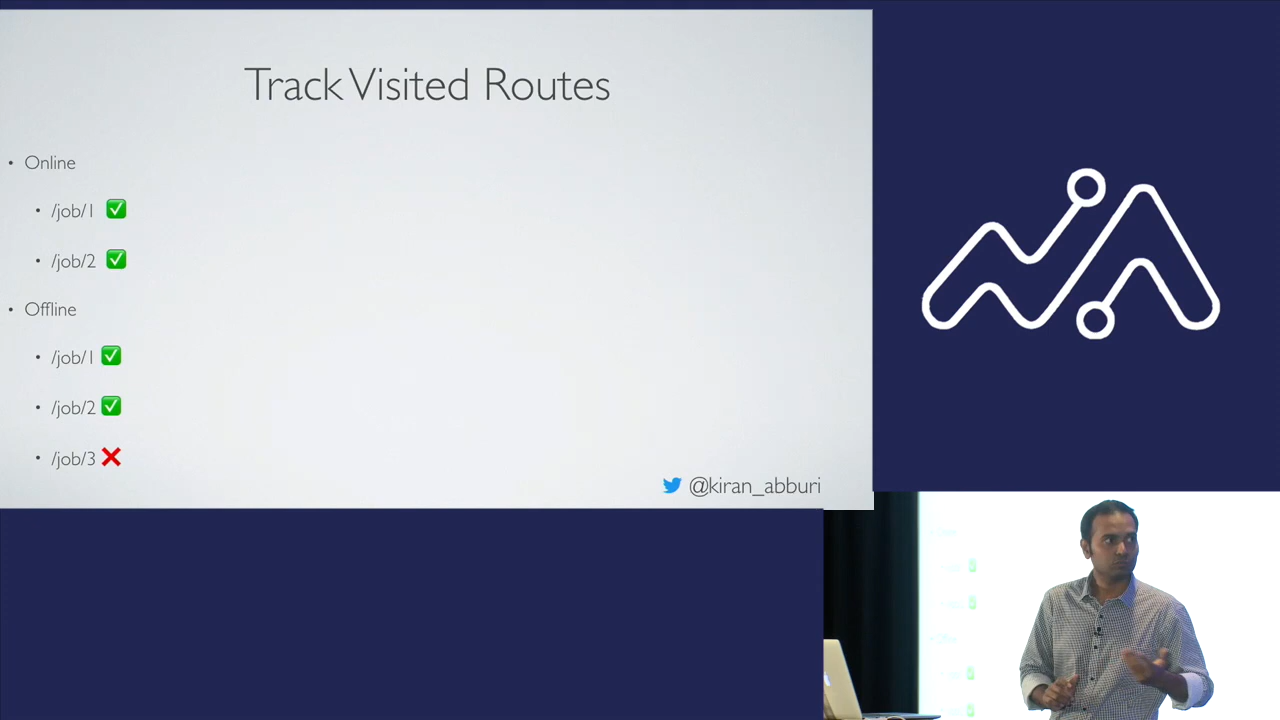 Track Visited Routes
• Online
• /job/1 ✅
• /job/2 ✅
• Offline
• /job/1 ✅
• /job/2 ✅
• /job/3 ❌
@kiran_abburi